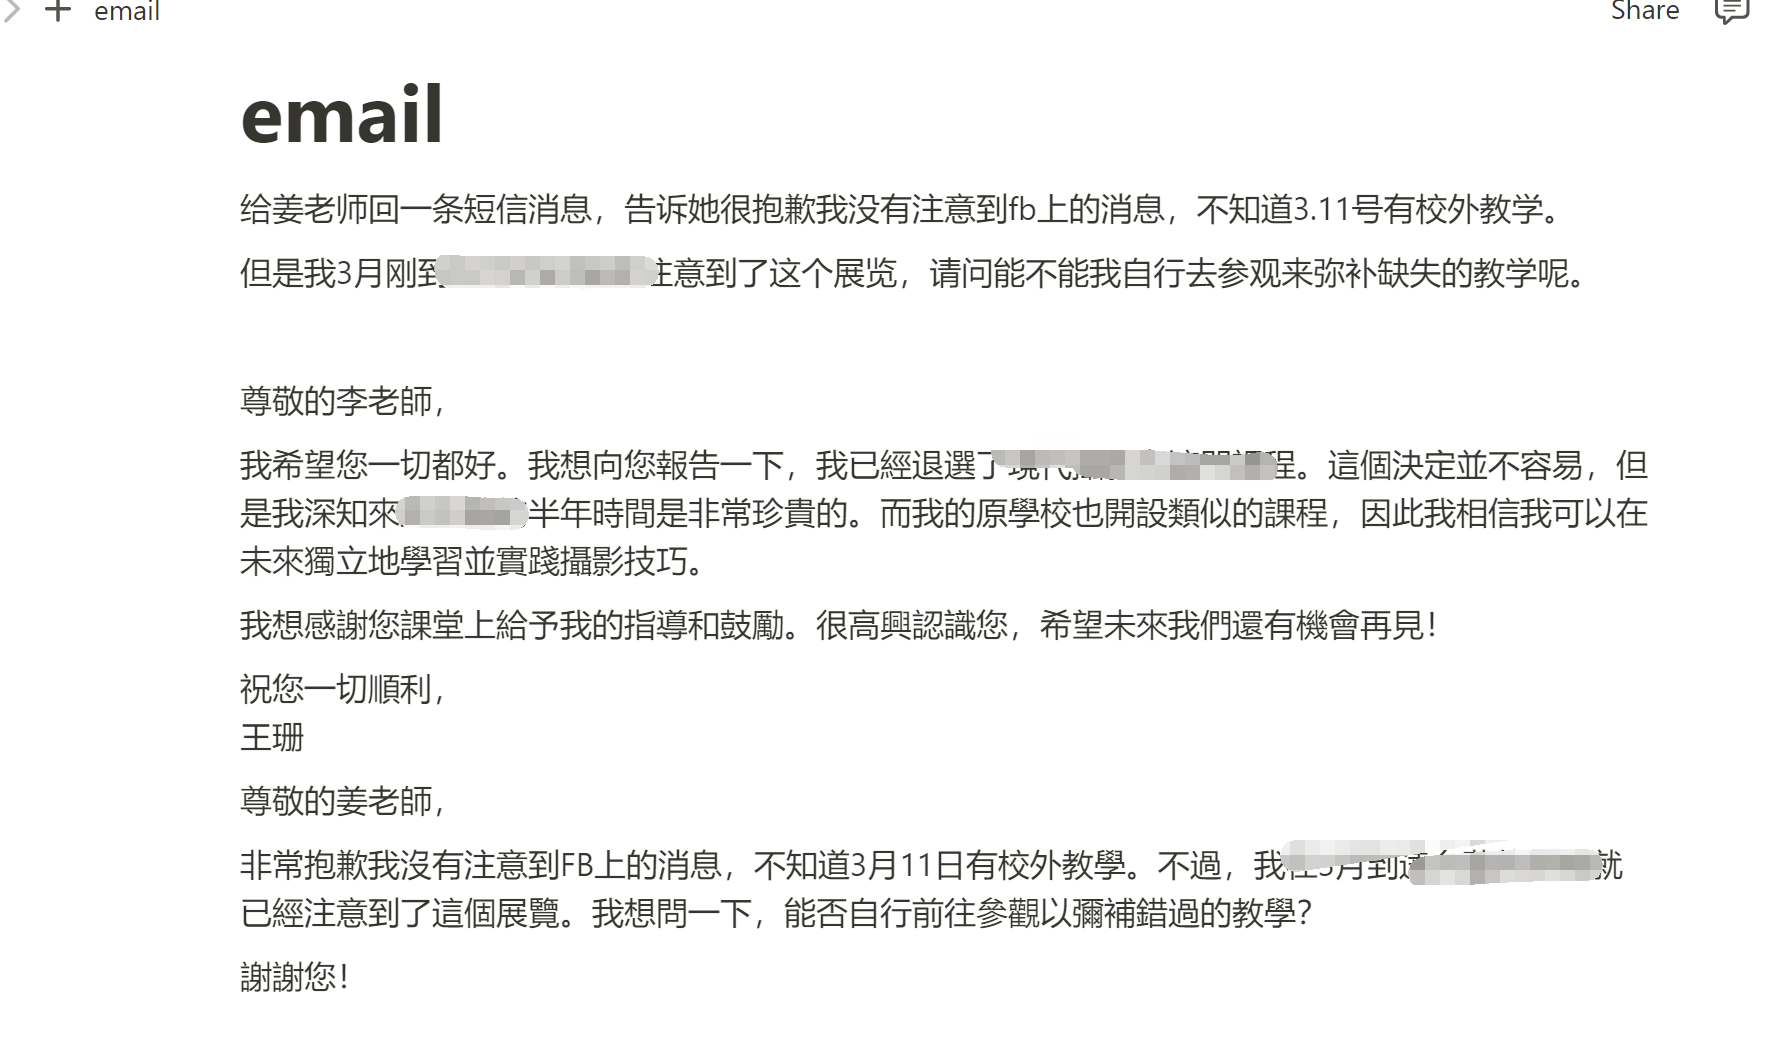 email
Share
email
给姜老师回一条短信消息，告诉她很抱歉我没有注意到fb上的消息，不知道3.11号有校外教学。
但是我3月刚到注意到了这个展览，请问能不能我自行去参观来弥补缺失的教学呢。
尊敬的李老師，
我希望您一切都好。我想向您報告一下，我已經退選了程。這個決定並不容易，但
是我深知來半年時間是非常珍貴的。而我的原學校也開設類似的課程，因此我相信我可以在
未來獨立地學習並實踐攝影技巧。
我想感謝您課堂上給予我的指導和鼓勵。很高興認識您，希望未來我們還有機會再見！
祝您一切順利，
王珊
尊敬的姜老師，
非常抱歉我沒有注意到FB上的消息，不知道3月11日有校外教學。不過，我月到就
已經注意到了這個展覽。我想問一下，能否自行前往參觀以彌補錯過的教學？
謝謝您！